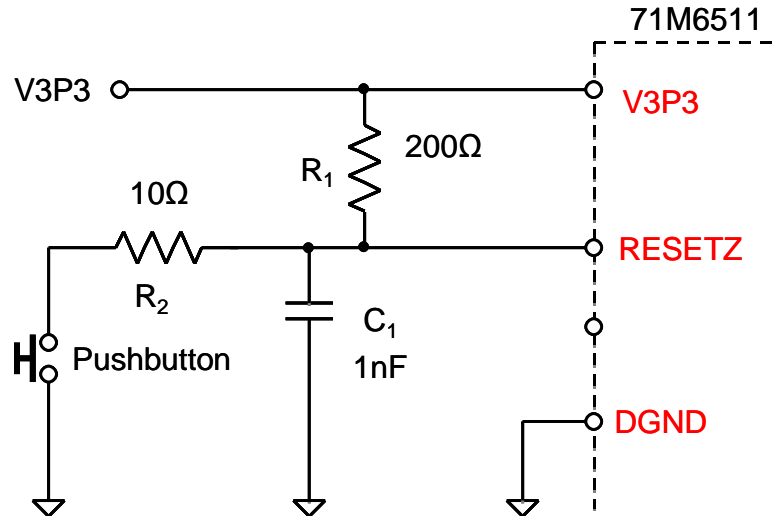 71M6511
V3P3
V3P3
200Ω
R1
10Ω
RESETZ
R2
C1
Pushbutton
1nF
DGND